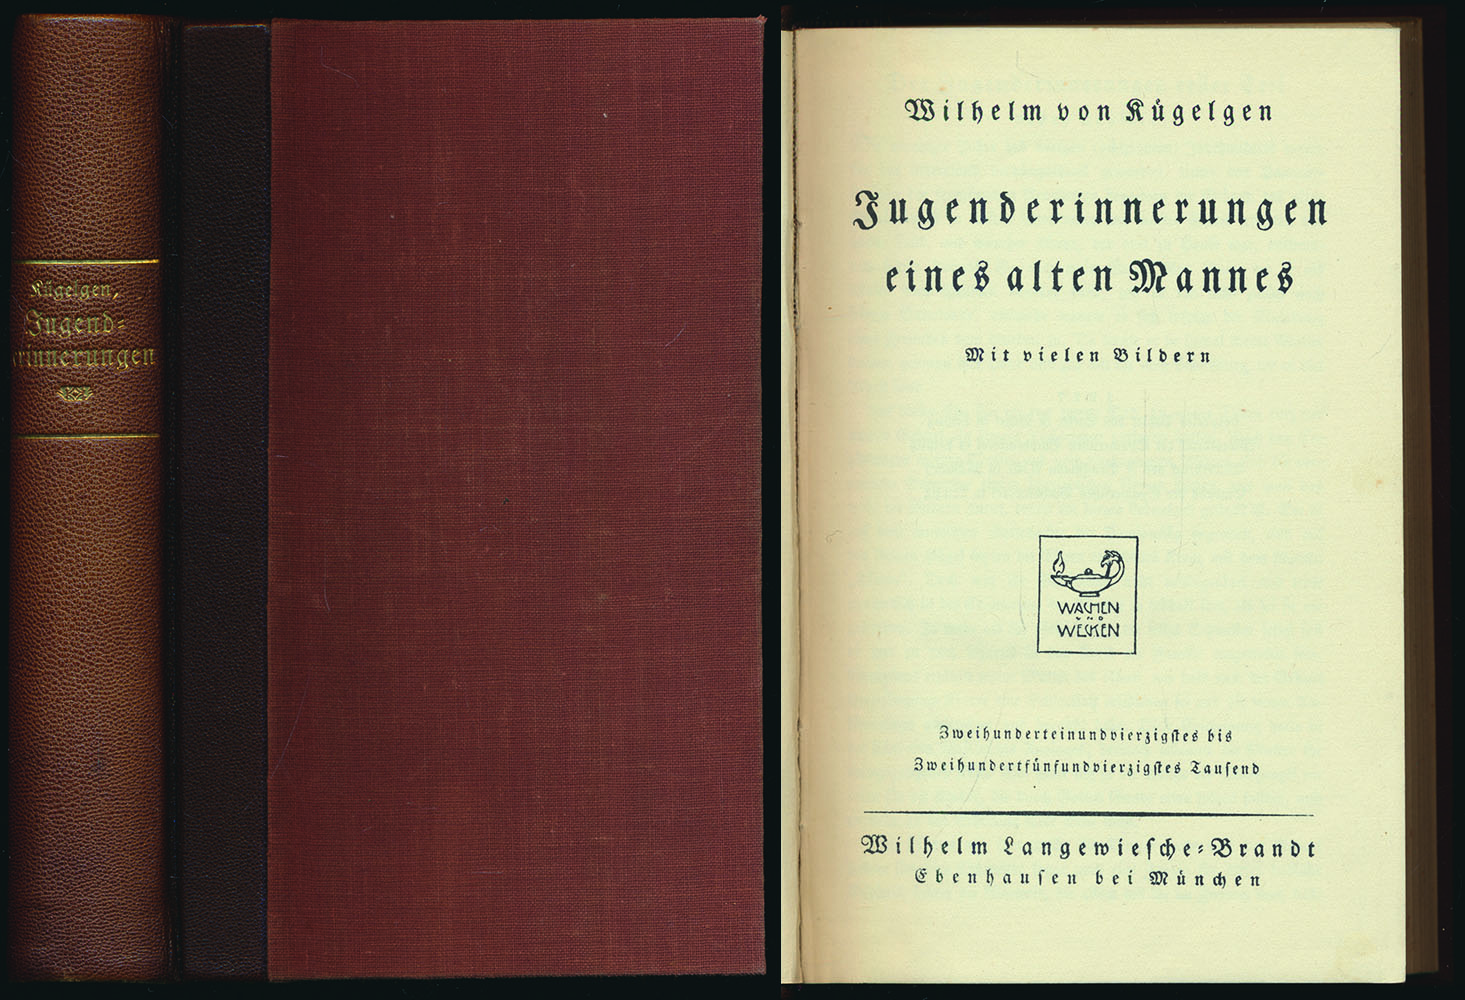 Kügelgen,
Jugend=
erinnerungen
Wilhelm von Kügelgen
Jugenderinnerungen
eines alten Mannes
Mit vielen Bildern
WACHEN
UND
WECKEN
Zweihunderteinundvierzigstes bis
Zweihundertfünfundvierzigstes Tausend
Wilhelm Langewiesche=Brandt
Ebenhausen bei München